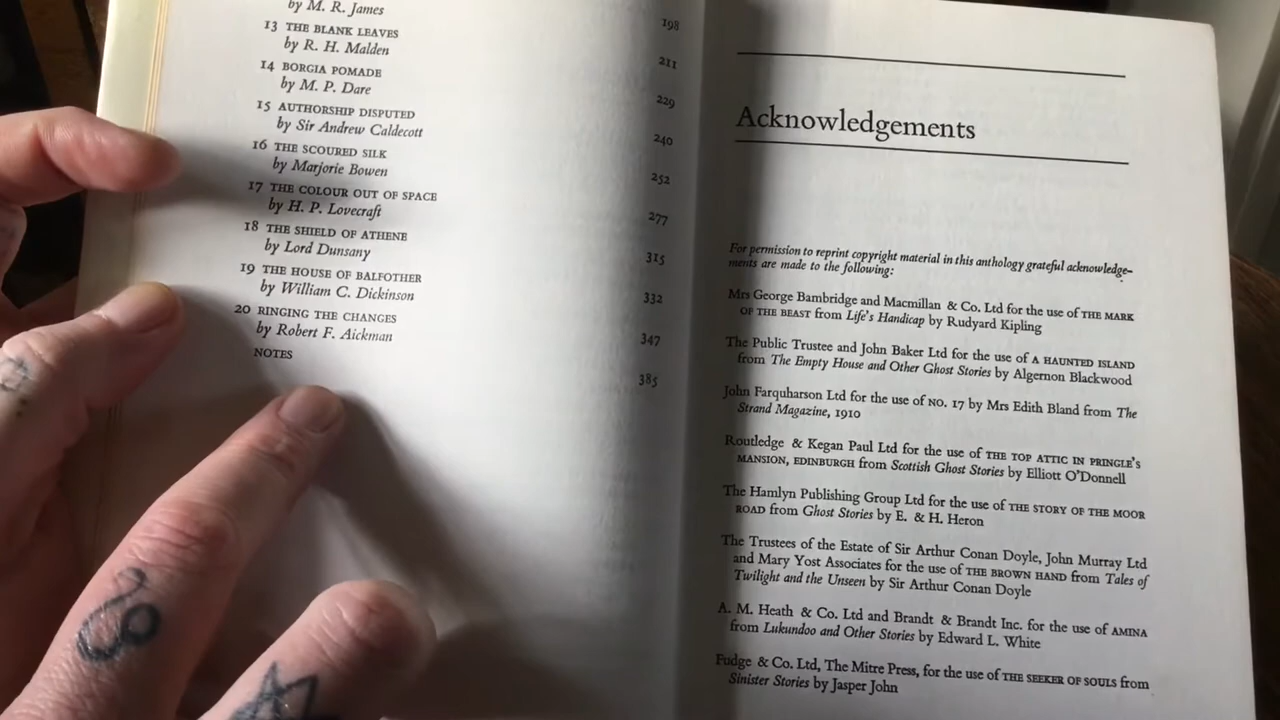 by M. R. James 198
13 THE BLANK LEAVES 211
by R. H. Malden
14 BORGIA POMADE 229
by M. P. Dare
15 AUTHORSHIP DISPUTED 240
by Sir Andrew Caldecott
16 THE SCOURED SILK 252
by Marjorie Bowen
17 THE COLOUR OUT OF SPACE 277
by H. P. Lovecraft
18 THE SHIELD OF ATHENE 315
by Lord Dunsany
19 THE HOUSE OF BALFOTHER 332
by William C. Dickinson
20 RINGING THE CHANGES 347
by Robert F. Aickman
NOTES 385
Acknowledgements
For permission to reprint copyright material in this anthology grateful acknowledge-
ments are made to the following:
Mrs George Bambridge and Macmillan & Co. Ltd for the use of THE MARK
OF THE BEAST from Life's Handicap by Rudyard Kipling
The Public Trustee and John Baker Ltd for the use of A HAUNTED ISLAND
from The Empty House and Other Ghost Stories by Algernon Blackwood
John Farquharson Ltd for the use of NO. 17 by Mrs Edith Bland from The
Strand Magazine, 1910
Routledge & Kegan Paul Ltd for the use of THE TOP ATTIC IN PRINGLE'S
MANSION, EDINBURGH from Scottish Ghost Stories by Elliott O'Donnell
The Hamlyn Publishing Group Ltd for the use of THE STORY OF THE MOOR
ROAD from Ghost Stories by E. & H. Heron
The Trustees of the Estate of Sir Arthur Conan Doyle, John Murray Ltd
and Mary Yost Associates for the use of THE BROWN HAND from Tales of
Twilight and the Unseen by Sir Arthur Conan Doyle
A. M. Heath & Co. Ltd and Brandt & Brandt Inc. for the use of AMINA
from Lukundoo and Other Stories by Edward L. White
Fudge & Co. Ltd, The Mitre Press, for the use of THE SEEKER OF SOULS from
Sinister Stories by Jasper John